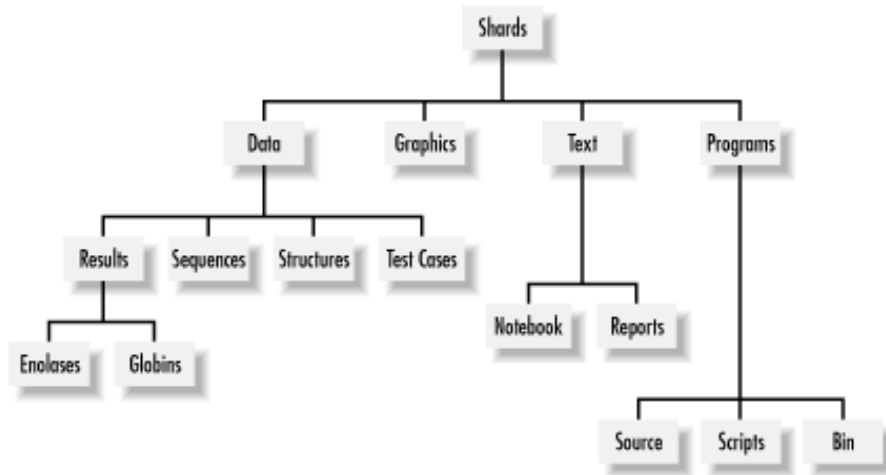 Shards
Data
Graphics
Text
Programs
Results
Sequences
Structures
Test Cases
Notebook
Reports
Enolases
Globins
Source
Scripts
Bin